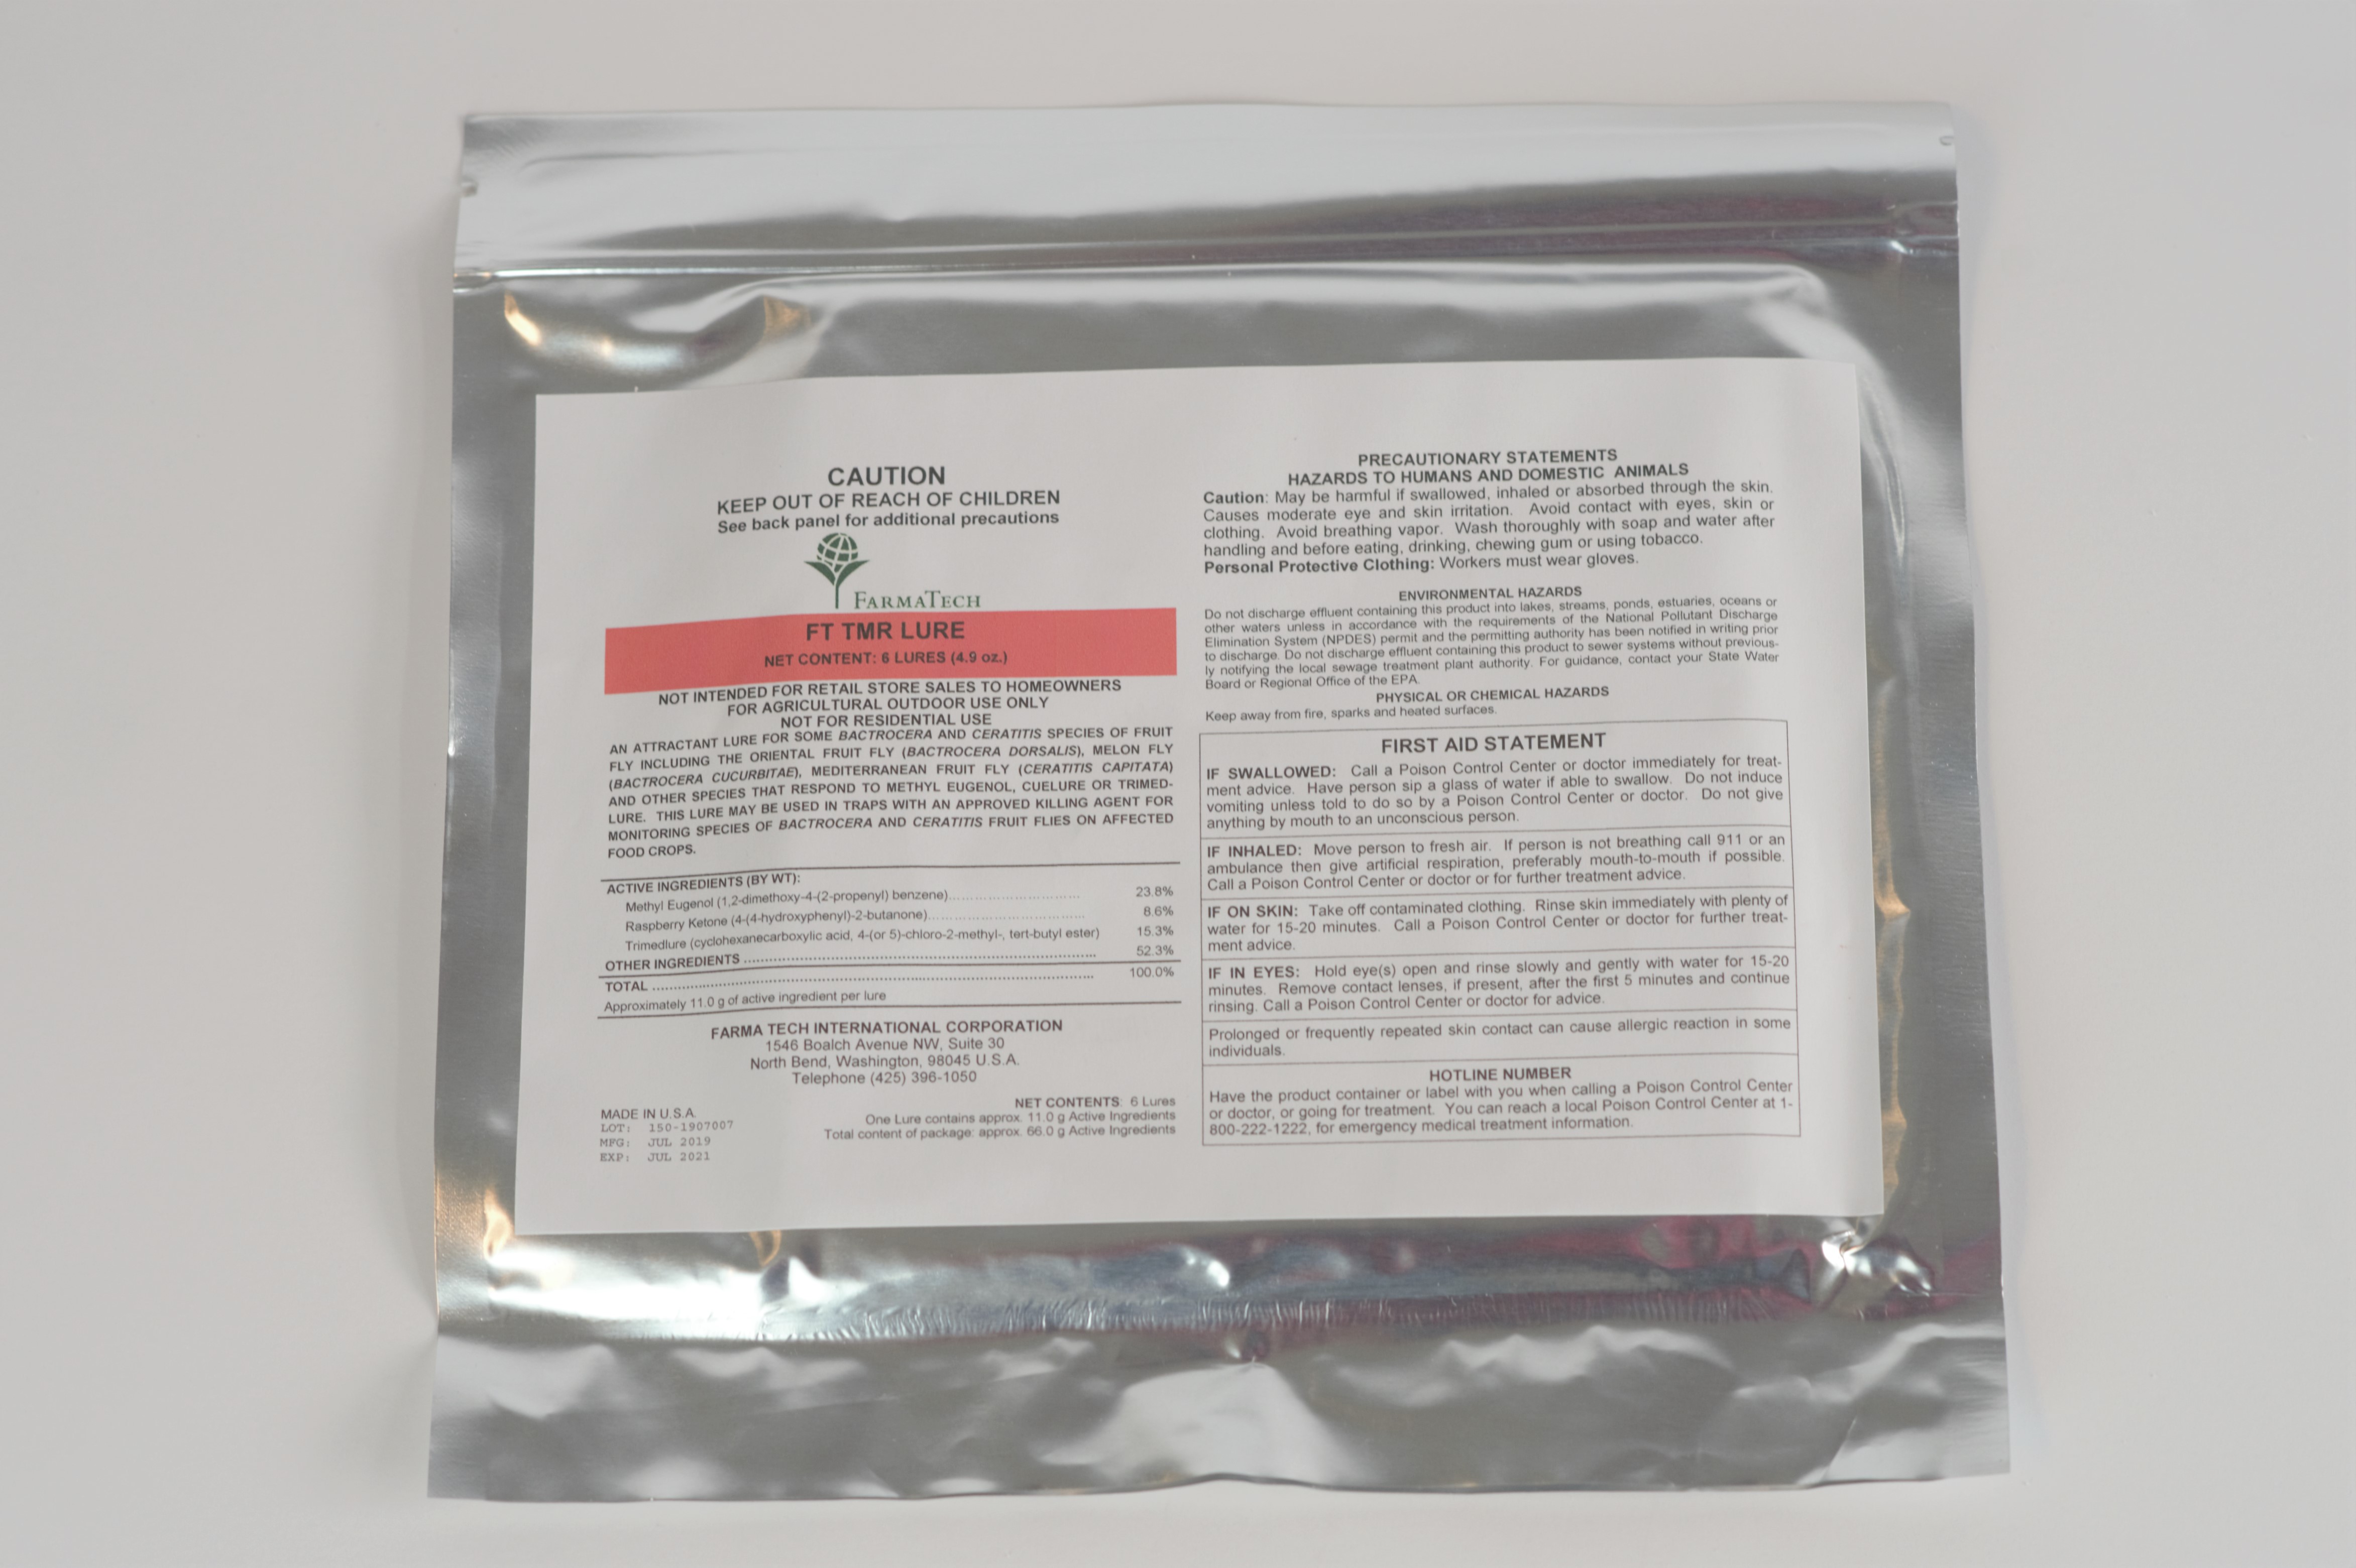 CAUTION
KEEP OUT OF REACH OF CHILDREN
See back panel for additional precautions
FARMATECH
FT TMR LURE
NET CONTENT: 6 LURES (4.9 oz.)
NOT INTENDED FOR RETAIL STORE SALES TO HOMEOWNERS
FOR AGRICULTURAL OUTDOOR USE ONLY
NOT FOR RESIDENTIAL USE
AN ATTRACTANT LURE FOR SOME BACTROCERA AND CERATITIS SPECIES OF FRUIT
FLY INCLUDING THE ORIENTAL FRUIT FLY (BACTROCERA DORSALIS), MELON FLY
(BACTROCERA CUCURBITAE), MEDITERRANEAN FRUIT FLY (CERATITIS CAPITATA)
AND OTHER SPECIES THAT RESPOND TO METHYL EUGENOL, CUELURE OR TRIMED-
LURE. THIS LURE MAY BE USED IN TRAPS WITH AN APPROVED KILLING AGENT FOR
MONITORING SPECIES OF BACTROCERA AND CERATITIS FRUIT FLIES ON AFFECTED
FOOD CROPS.
ACTIVE INGREDIENTS (BY WT):
Methyl Eugenol (1,2-dimethoxy-4-(2-propenyl) benzene)............................ 23.8%
Raspberry Ketone (4-(4-hydroxyphenyl)-2-butanone)................................. 8.6%
Trimedlure (cyclohexanecarboxylic acid, 4-(or 5)-chloro-2-methyl-, tert-butyl ester) 15.3%
OTHER INGREDIENTS ........................................................................ 52.3%
TOTAL .......................................................................................... 100.0%
Approximately 11.0 g of active ingredient per lure
FARMA TECH INTERNATIONAL CORPORATION
1546 Boalch Avenue NW, Suite 30
North Bend, Washington, 98045 U.S.A.
Telephone (425) 396-1050
MADE IN U.S.A.
LOT: 150-1907007
MFG: JUL 2019
EXP: JUL 2021
NET CONTENTS: 6 Lures
One Lure contains approx. 11.0 g Active Ingredients
Total content of package: approx. 66.0 g Active Ingredients
PRECAUTIONARY STATEMENTS
HAZARDS TO HUMANS AND DOMESTIC ANIMALS
Caution: May be harmful if swallowed, inhaled or absorbed through the skin.
Causes moderate eye and skin irritation. Avoid contact with eyes, skin or
clothing. Avoid breathing vapor. Wash thoroughly with soap and water after
handling and before eating, drinking, chewing gum or using tobacco.
Personal Protective Clothing: Workers must wear gloves.
ENVIRONMENTAL HAZARDS
Do not discharge effluent containing this product into lakes, streams, ponds, estuaries, oceans or
other waters unless in accordance with the requirements of the National Pollutant Discharge
Elimination System (NPDES) permit and the permitting authority has been notified in writing prior
to discharge. Do not discharge effluent containing this product to sewer systems without previous-
ly notifying the local sewage treatment plant authority. For guidance, contact your State Water
Board or Regional Office of the EPA.
PHYSICAL OR CHEMICAL HAZARDS
Keep away from fire, sparks and heated surfaces.
FIRST AID STATEMENT
IF SWALLOWED: Call a Poison Control Center or doctor immediately for treat-
ment advice. Have person sip a glass of water if able to swallow. Do not induce
vomiting unless told to do so by a Poison Control Center or doctor. Do not give
anything by mouth to an unconscious person.
IF INHALED: Move person to fresh air. If person is not breathing call 911 or an
ambulance then give artificial respiration, preferably mouth-to-mouth if possible.
Call a Poison Control Center or doctor or for further treatment advice.
IF ON SKIN: Take off contaminated clothing. Rinse skin immediately with plenty of
water for 15-20 minutes. Call a Poison Control Center or doctor for further treat-
ment advice.
IF IN EYES: Hold eye(s) open and rinse slowly and gently with water for 15-20
minutes. Remove contact lenses, if present, after the first 5 minutes and continue
rinsing. Call a Poison Control Center or doctor for advice.
Prolonged or frequently repeated skin contact can cause allergic reaction in some
individuals.
HOTLINE NUMBER
Have the product container or label with you when calling a Poison Control Center
or doctor, or going for treatment. You can reach a local Poison Control Center at 1-
800-222-1222, for emergency medical treatment information.